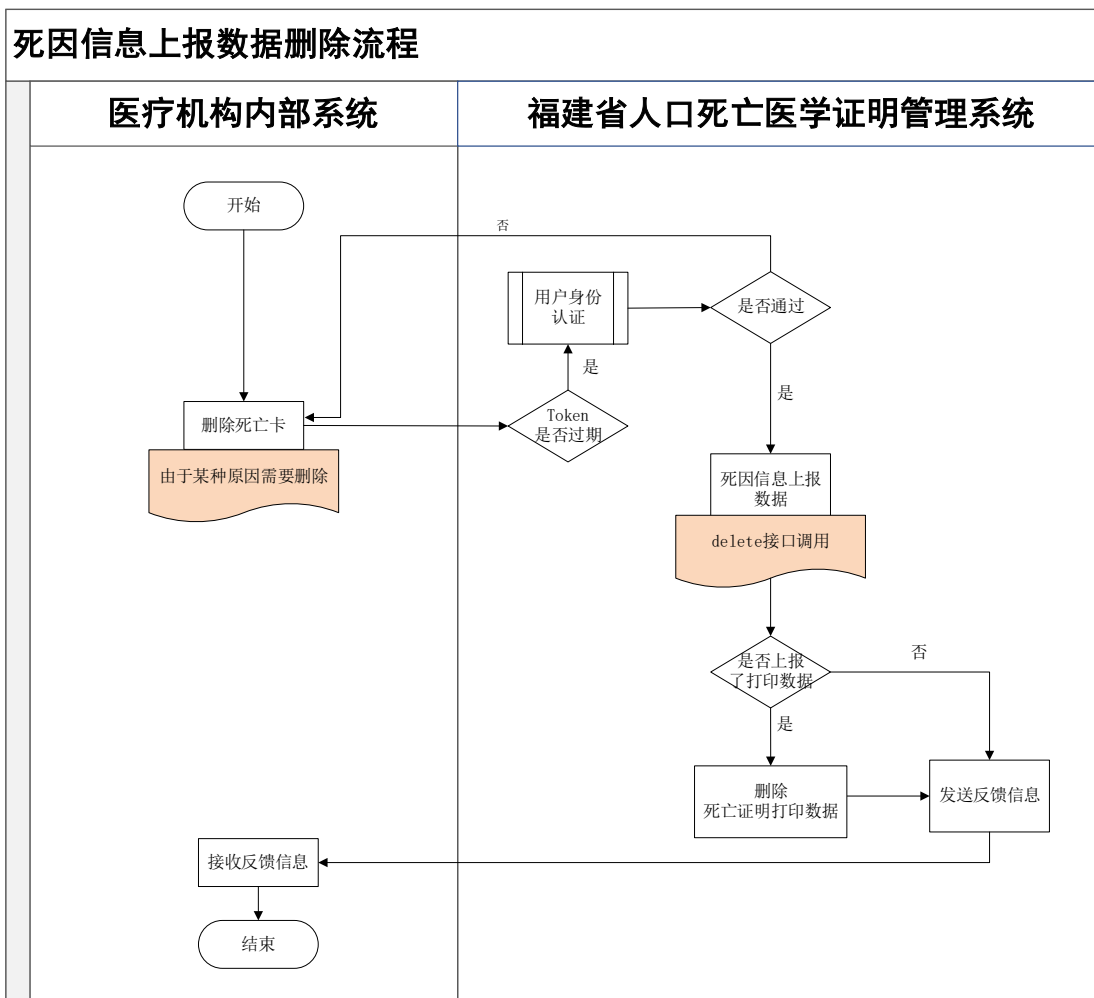 死因信息上报数据删除流程
医疗机构内部系统
福建省人口死亡医学证明管理系统
开始
否
用户身份
认证
是否通过
是
是
删除死亡卡
Token
是否过期
由于某种原因需要删除
死因信息上报
数据
delete接口调用
是否上报
了打印数据
否
是
删除
死亡证明打印数据
发送反馈信息
接收反馈信息
结束